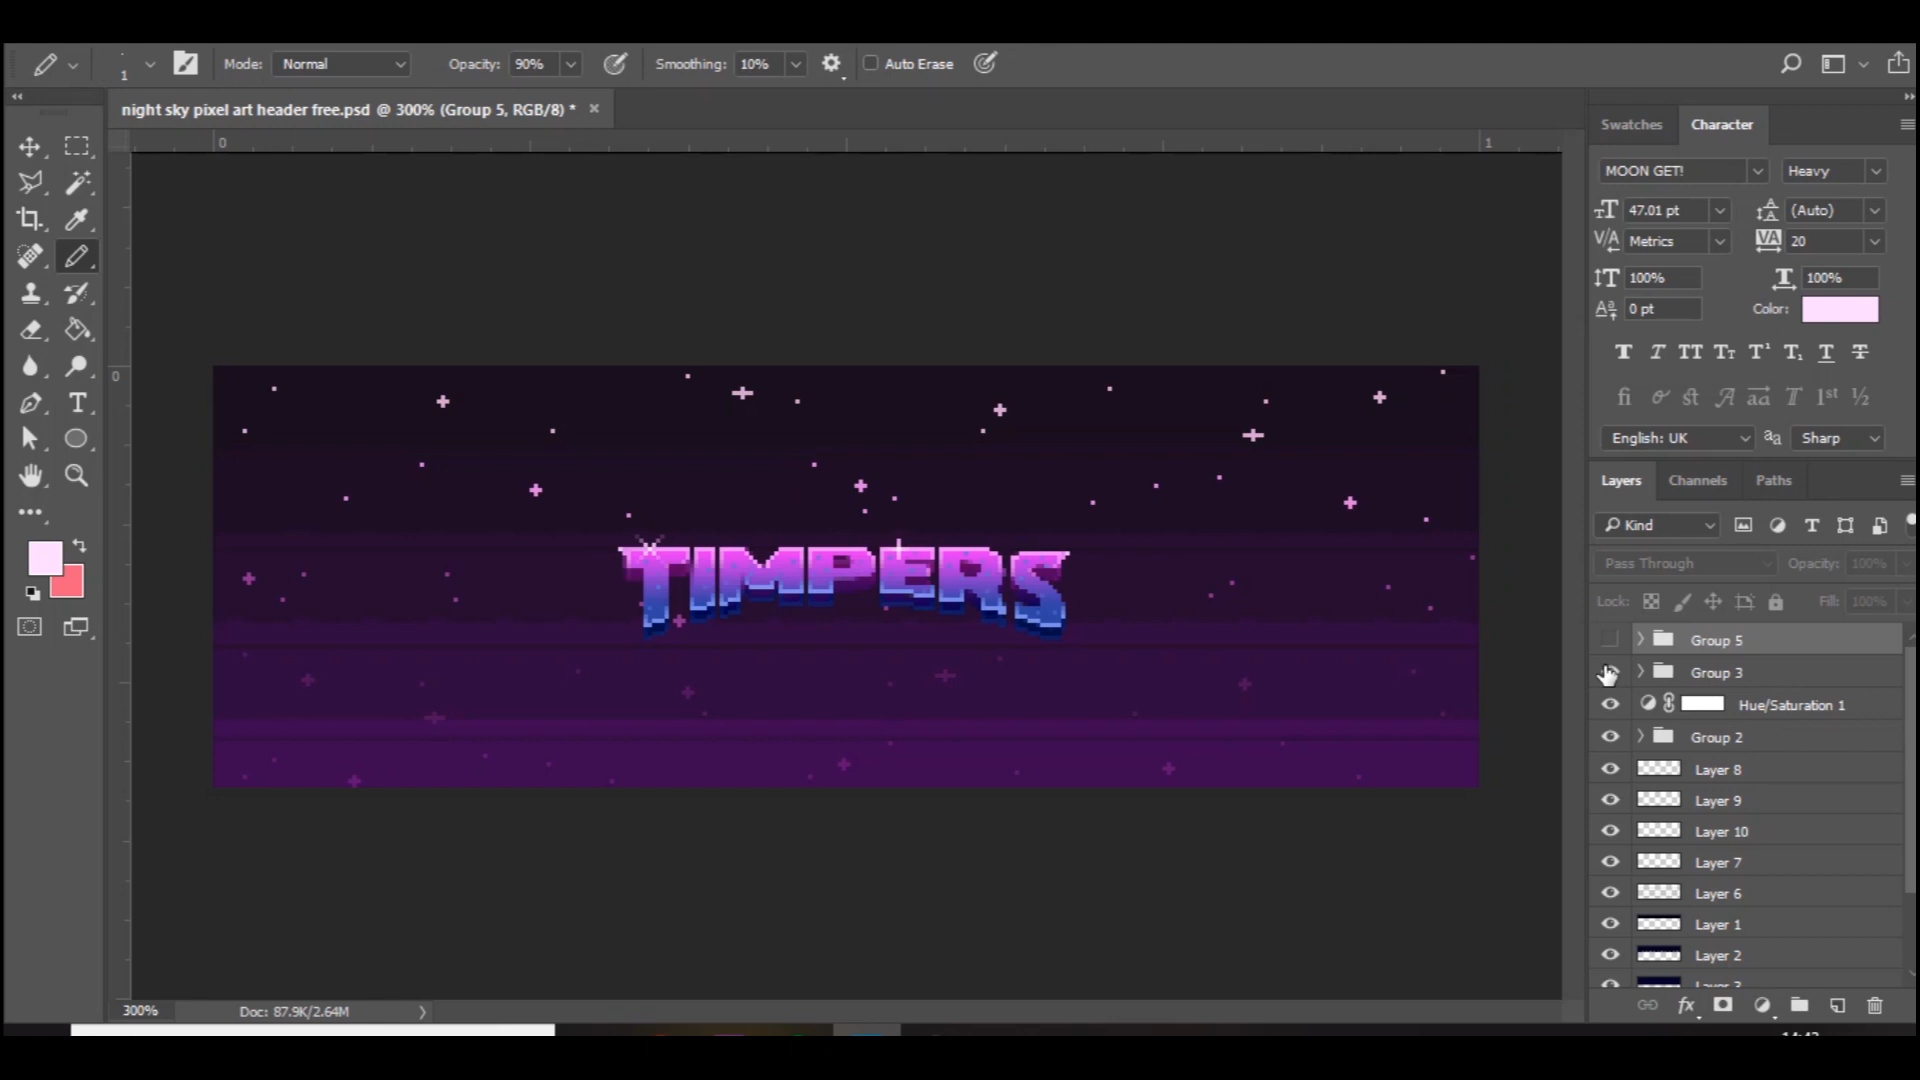 1
Mode: Normal
Opacity: 90%
Smoothing: 10%
Auto Erase
night sky pixel art header free.psd @ 300% (Group 5, RGB/8) *
0
1
0
TIMPERS
300%
Doc: 87.9K/2.64M
Swatches
Character
MOON GET!
Heavy
47.01 pt
(Auto)
Metrics
20
100%
100%
0 pt
Color:
English: UK
Sharp
Layers
Channels
Paths
Kind
Pass Through
Opacity: 100%
Lock:
Fill: 100%
Group 5
Group 3
Hue/Saturation 1
Group 2
Layer 8
Layer 9
Layer 10
Layer 7
Layer 6
Layer 1
Layer 2